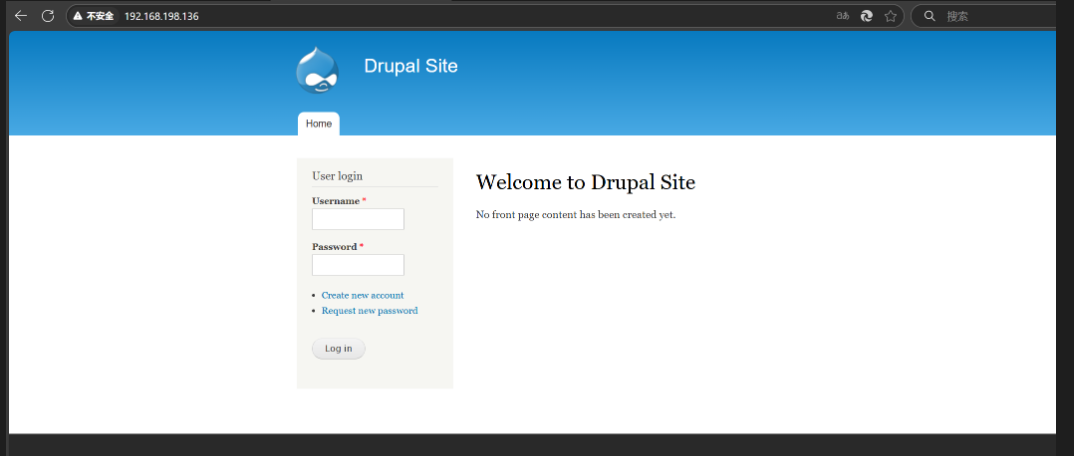 不安全 192.168.198.136 搜索
Drupal Site
Home
User login
Username *
Password *
Create new account
Request new password
Log in
Welcome to Drupal Site
No front page content has been created yet.